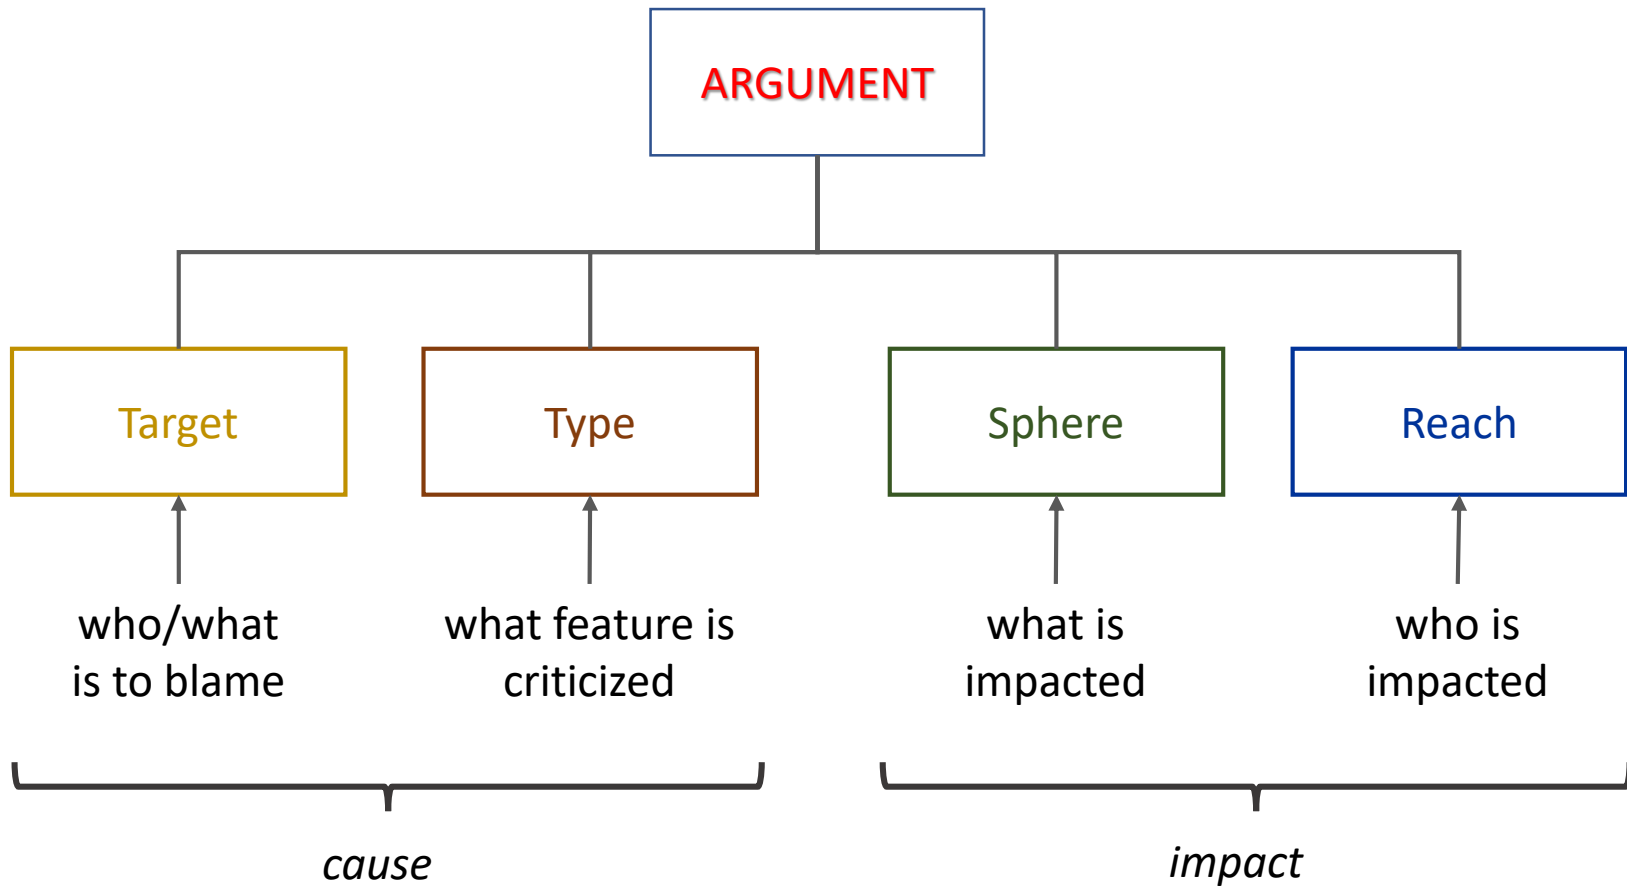 ARGUMENT
Target
Type
Sphere
Reach
who/what
is to blame
what feature is
criticized
what is
impacted
who is
impacted
cause
impact